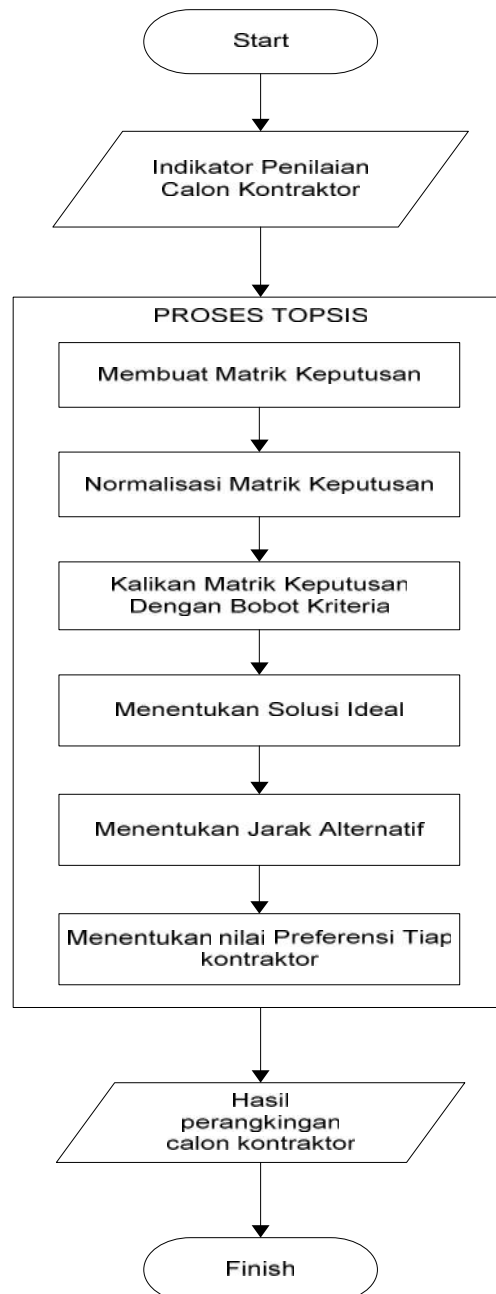 Start
Indikator Penilaian
Calon Kontraktor
PROSES TOPSIS
Membuat Matrik Keputusan
Normalisasi Matrik Keputusan
Kalikan Matrik Keputusan
Dengan Bobot Kriteria
Menentukan Solusi Ideal
Menentukan Jarak Alternatif
Menentukan nilai Preferensi Tiap
kontraktor
Hasil
perangkingan
calon kontraktor
Finish